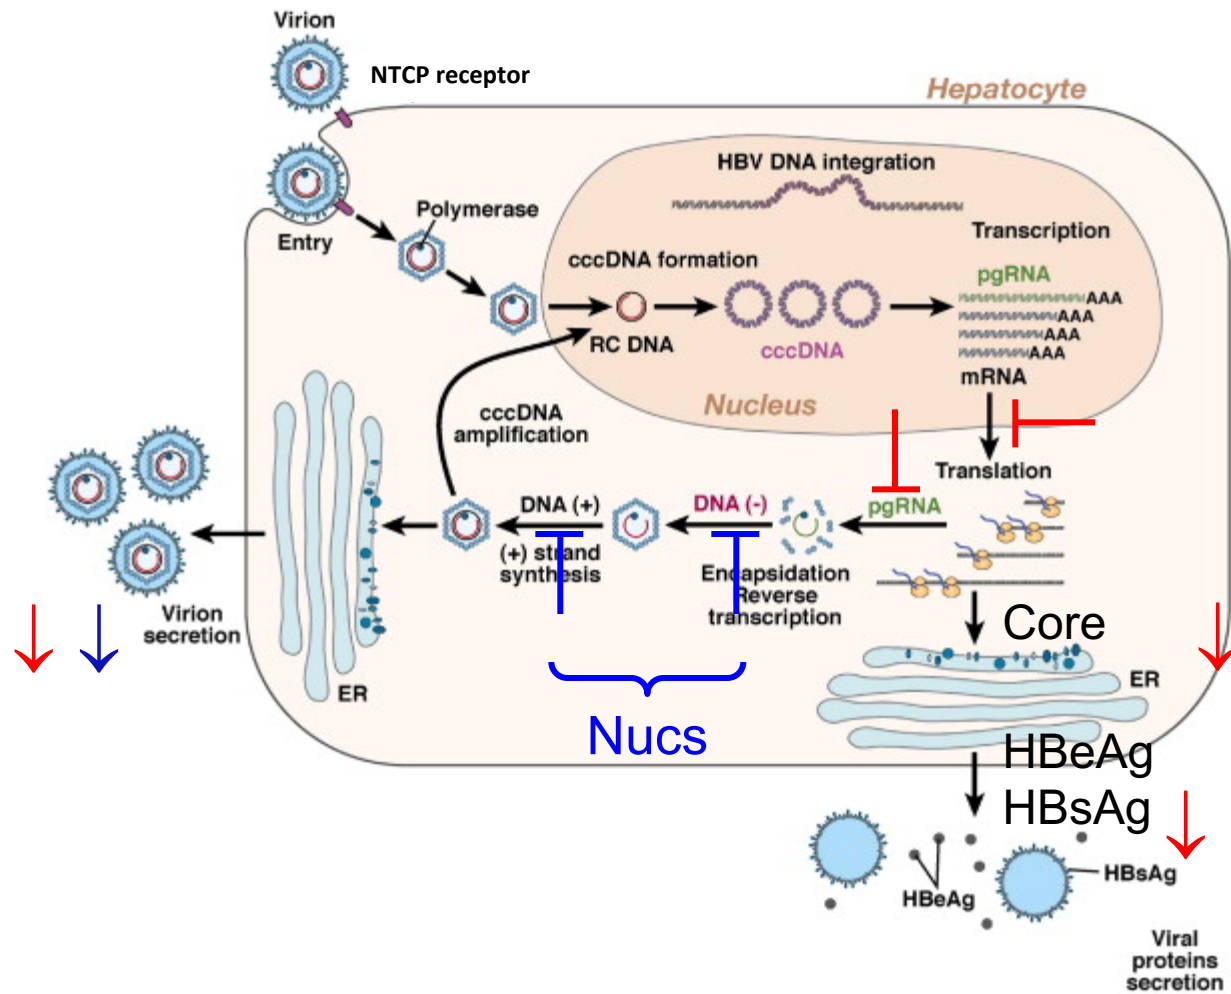 Virion
NTCP receptor
Hepatocyte
HBV DNA integration
Polymerase
Transcription
Entry
cccDNA formation
pgRNA
AAA
AAA
AAA
AAA
RC DNA
cccDNA
mRNA
Nucleus
cccDNA
amplification
Translation
DNA (+)
DNA (-)
pgRNA
(+) strand
synthesis
Encapsidation
Reverse
transcription
Virion
secretion
Core
ER
ER
Nucs
HBeAg
HBsAg
HBsAg
HBeAg
Viral
proteins
secretion